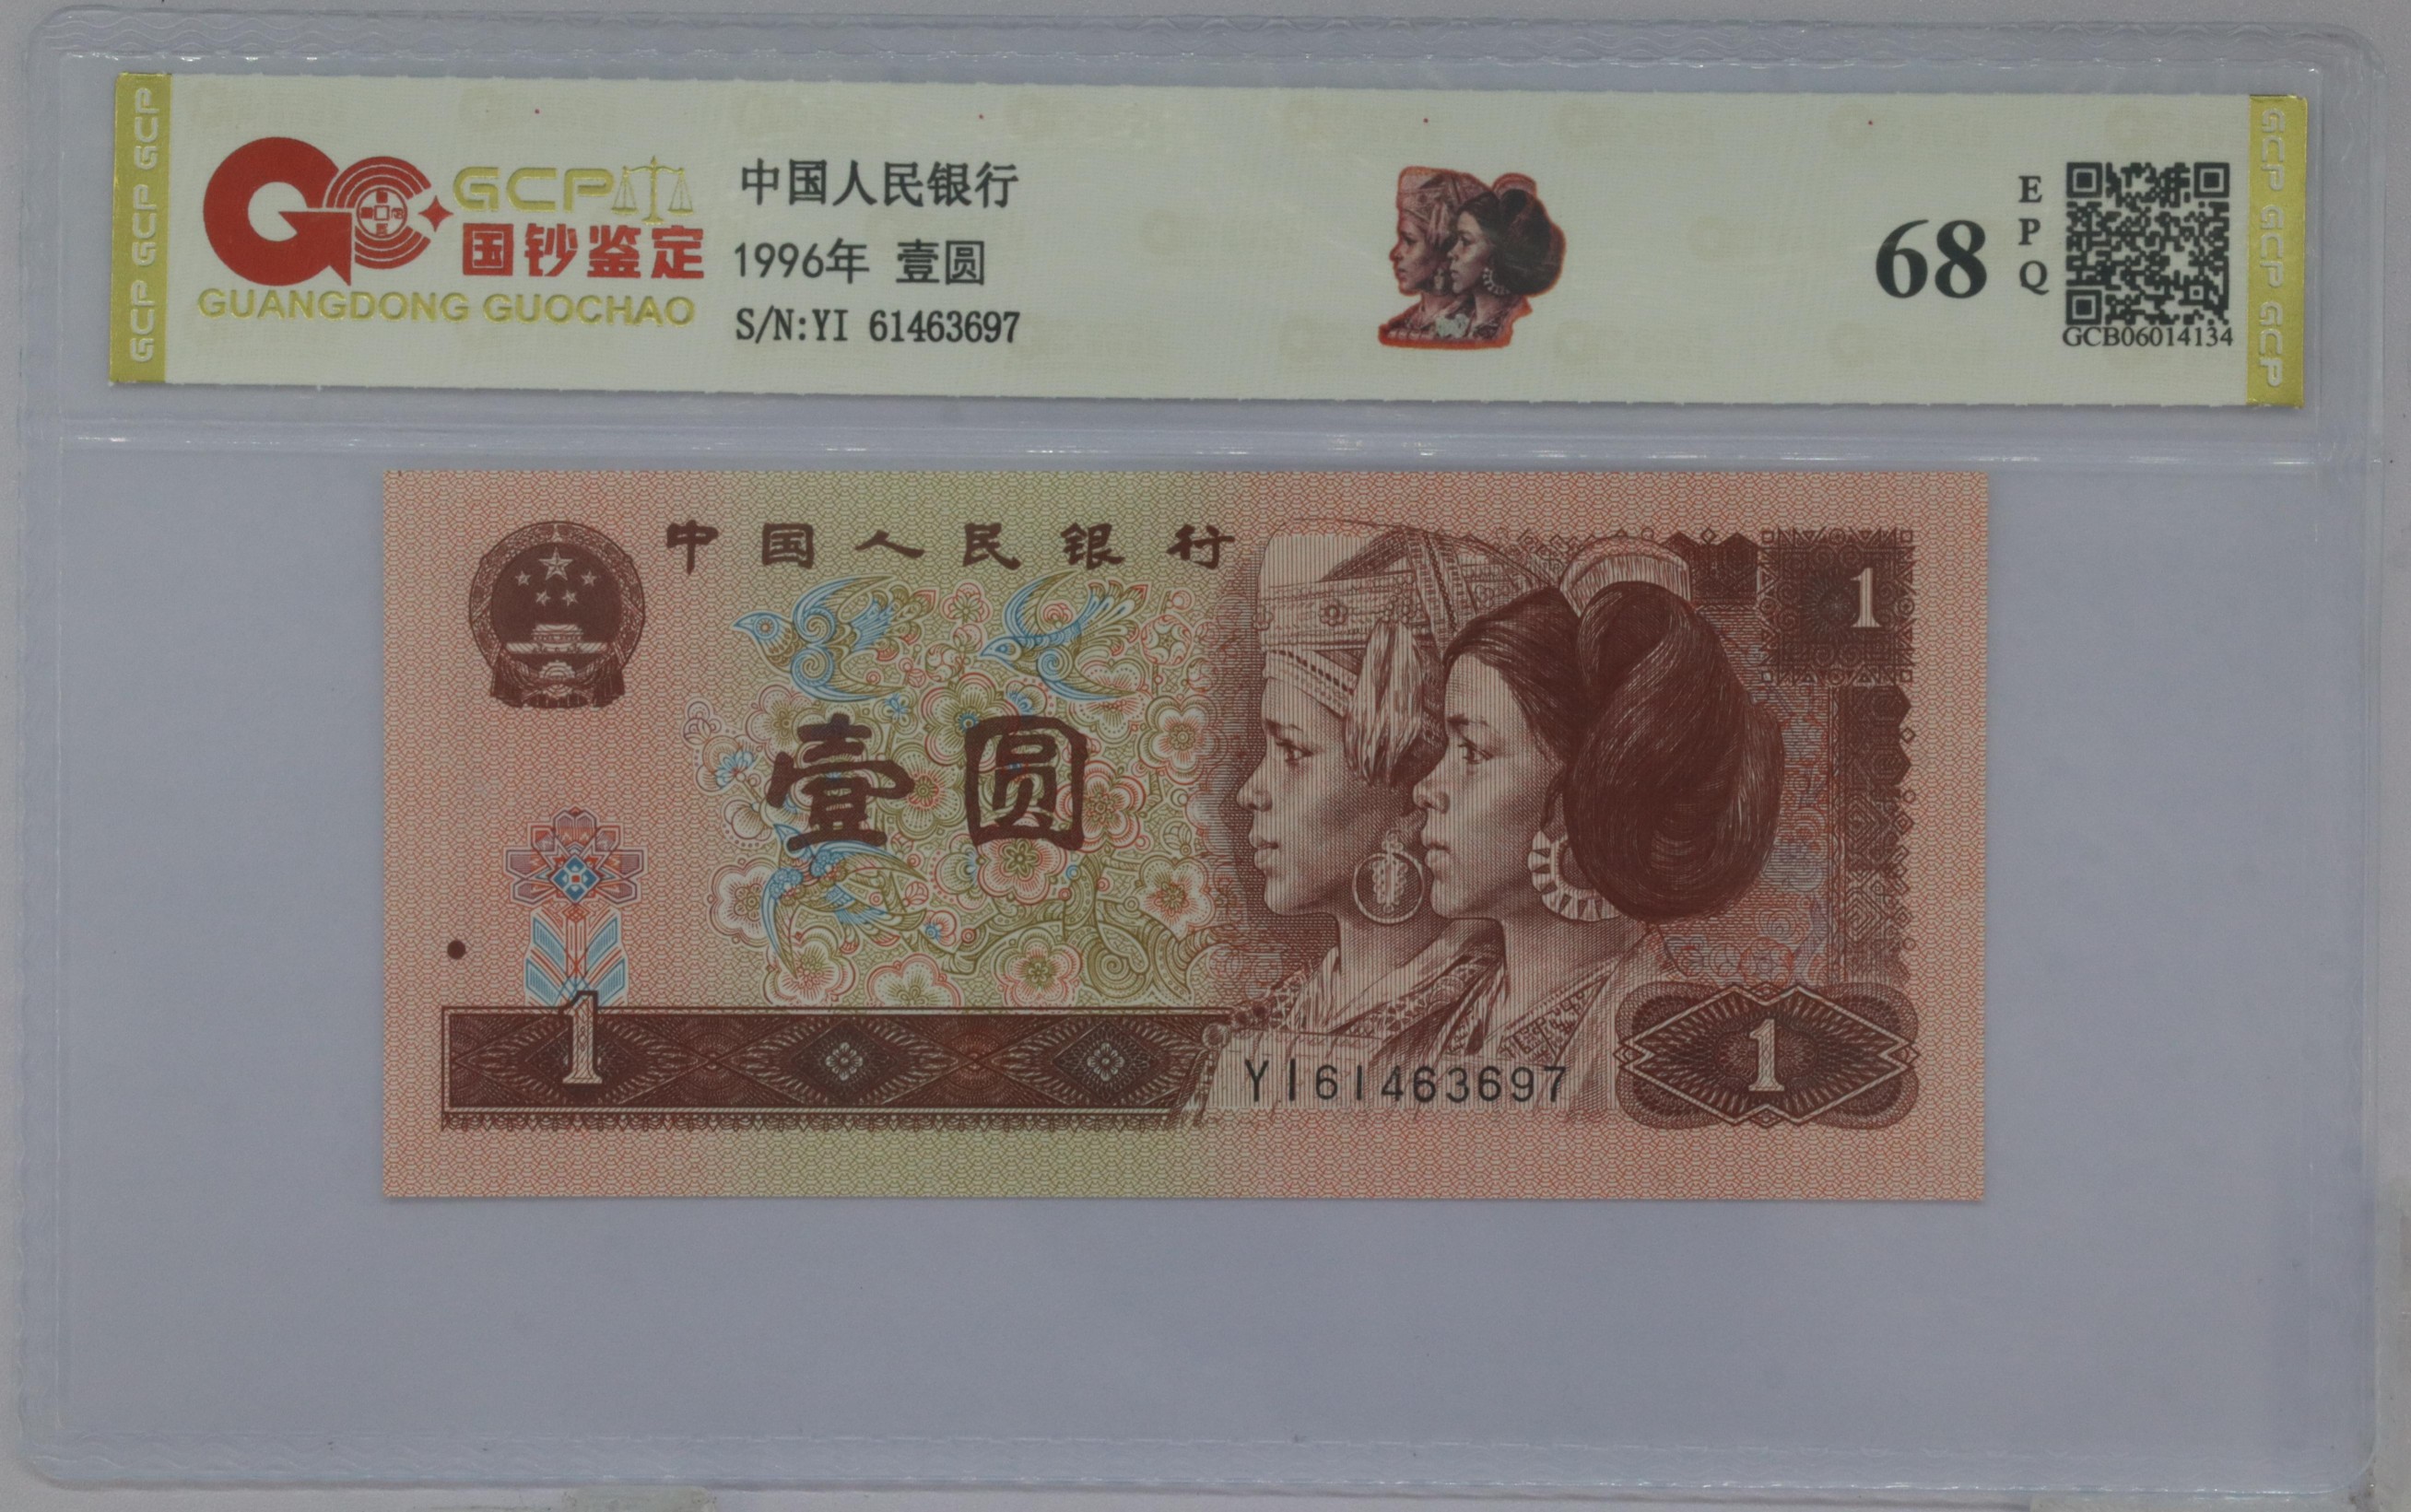 GCP GCP GCP
GCP
国钞鉴定
GUANGDONG GUOCHAO
中国人民银行
1996年 壹圆
S/N:YI 61463697
68
E
P
Q
GCB06014134
GCP GCP GCP
中国人民银行
1
壹圆
1
YI61463697
1